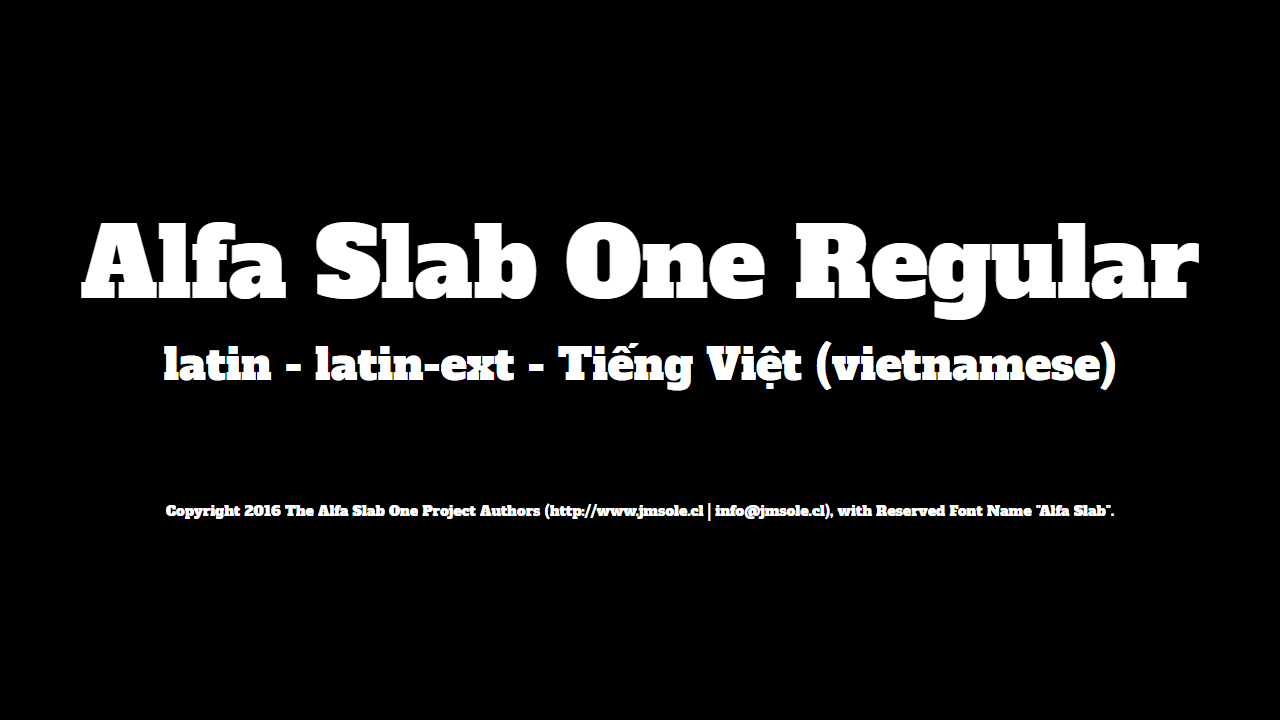 Alfa Slab One Regular
latin - latin-ext - Tiếng Việt (vietnamese)
Copyright 2016 The Alfa Slab One Project Authors (http://www.jmsole.cl | info@jmsole.cl), with Reserved Font Name "Alfa Slab".